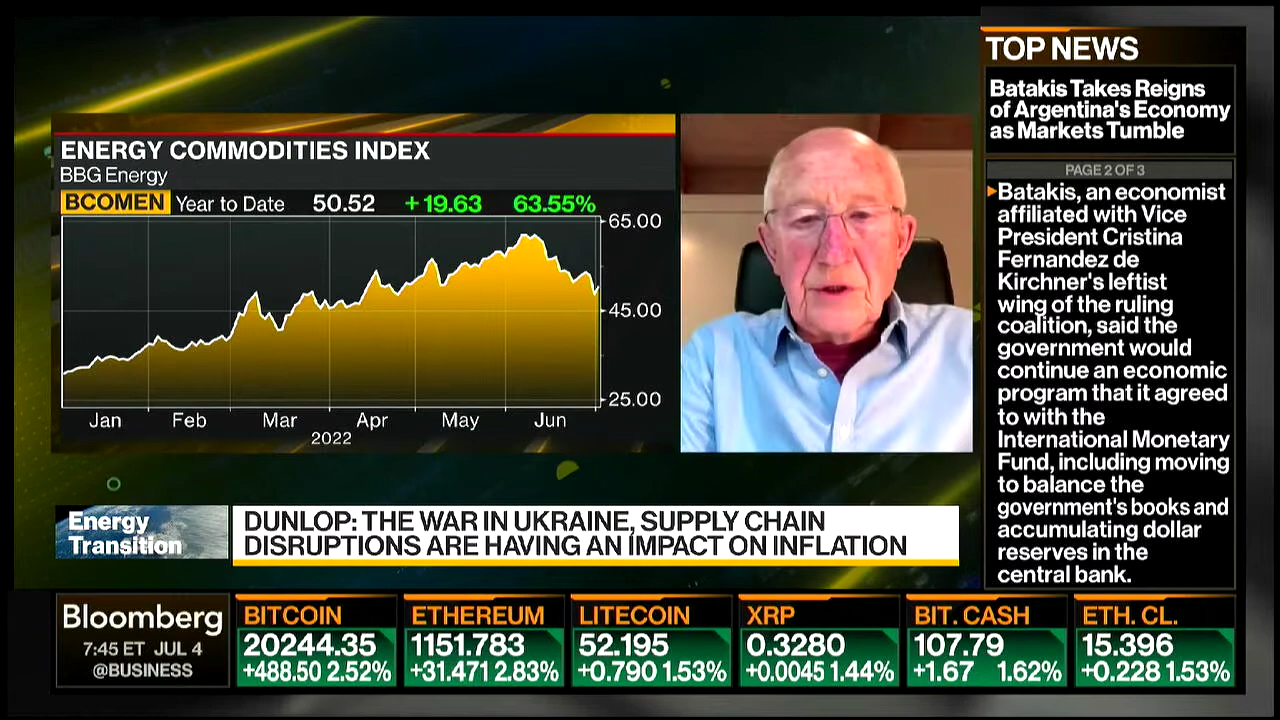 ENERGY COMMODITIES INDEX
BBG Energy
BCOMEN Year to Date 50.52 +19.63 63.55%
65.00
45.00
25.00
Jan Feb Mar Apr May Jun
2022
Energy
Transition
DUNLOP: THE WAR IN UKRAINE, SUPPLY CHAIN
DISRUPTIONS ARE HAVING AN IMPACT ON INFLATION
TOP NEWS
Batakis Takes Reigns
of Argentina's Economy
as Markets Tumble
PAGE 2 OF 3
Batakis, an economist
affiliated with Vice
President Cristina
Fernandez de
Kirchner's leftist
wing of the ruling
coalition, said the
government would
continue an economic
program that it agreed
to with the
International Monetary
Fund, including moving
to balance the
government's books and
accumulating dollar
reserves in the
central bank.
Bloomberg
7:45 ET JUL 4
@BUSINESS
BITCOIN
20244.35
+488.50 2.52%
ETHEREUM
1151.783
+31.471 2.83%
LITECOIN
52.195
+0.790 1.53%
XRP
0.3280
+0.0045 1.44%
BIT. CASH
107.79
+1.67 1.62%
ETH. CL.
15.396
+0.228 1.53%